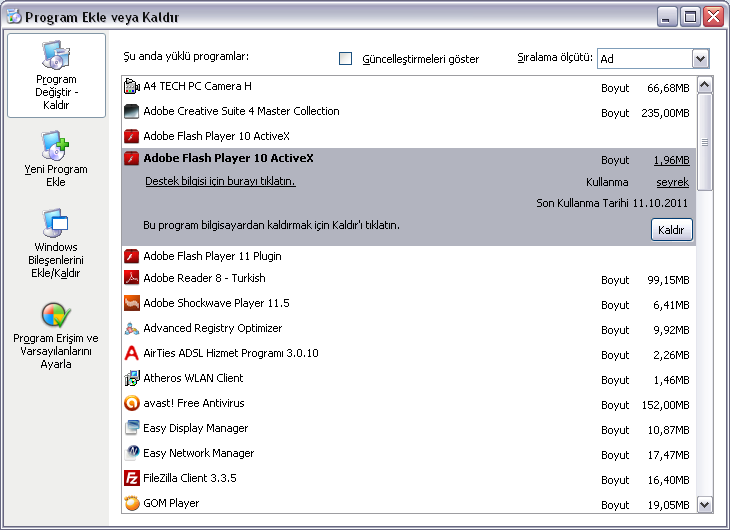 Program Ekle veya Kaldır
Program Değiştir - Kaldır
Yeni Program Ekle
Windows Bileşenlerini Ekle/Kaldır
Program Erişim ve Varsayılanlarını Ayarla
Şu anda yüklü programlar:
Güncelleştirmeleri göster
Sıralama ölçütü: Ad
A4 TECH PC Camera H Boyut 66,68MB
Adobe Creative Suite 4 Master Collection Boyut 235,00MB
Adobe Flash Player 10 ActiveX
Adobe Flash Player 10 ActiveX Boyut 1,96MB
Destek bilgisi için burayı tıklatın. Kullanma seyrek
Son Kullanma Tarihi 11.10.2011
Bu program bilgisayardan kaldırmak için Kaldır'ı tıklatın. Kaldır
Adobe Flash Player 11 Plugin
Adobe Reader 8 - Turkish Boyut 99,15MB
Adobe Shockwave Player 11.5 Boyut 6,41MB
Advanced Registry Optimizer Boyut 9,92MB
AirTies ADSL Hizmet Programı 3.0.10 Boyut 2,26MB
Atheros WLAN Client Boyut 1,46MB
avast! Free Antivirus Boyut 152,00MB
Easy Display Manager Boyut 10,87MB
Easy Network Manager Boyut 17,47MB
FileZilla Client 3.3.5 Boyut 16,40MB
GOM Player Boyut 19,05MB